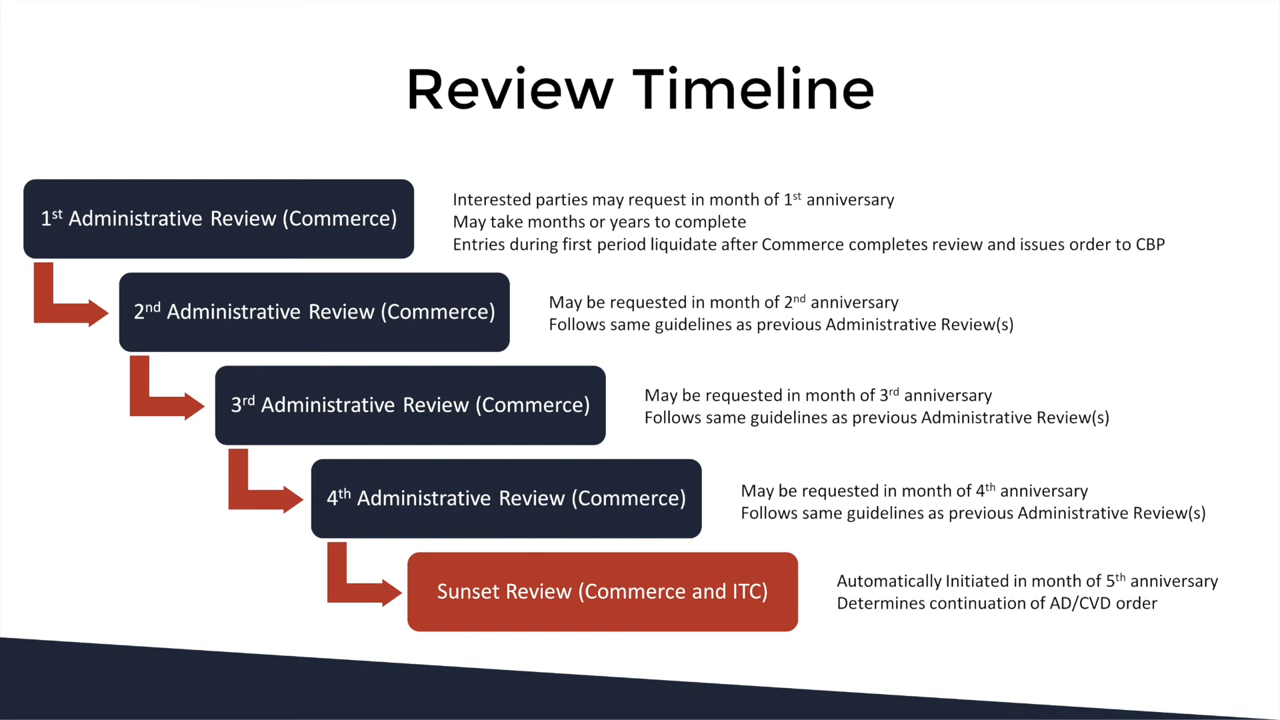 Review Timeline
1st Administrative Review (Commerce)
Interested parties may request in month of 1st anniversary
May take months or years to complete
Entries during first period liquidate after Commerce completes review and issues order to CBP
2nd Administrative Review (Commerce)
May be requested in month of 2nd anniversary
Follows same guidelines as previous Administrative Review(s)
3rd Administrative Review (Commerce)
May be requested in month of 3rd anniversary
Follows same guidelines as previous Administrative Review(s)
4th Administrative Review (Commerce)
May be requested in month of 4th anniversary
Follows same guidelines as previous Administrative Review(s)
Sunset Review (Commerce and ITC)
Automatically Initiated in month of 5th anniversary
Determines continuation of AD/CVD order